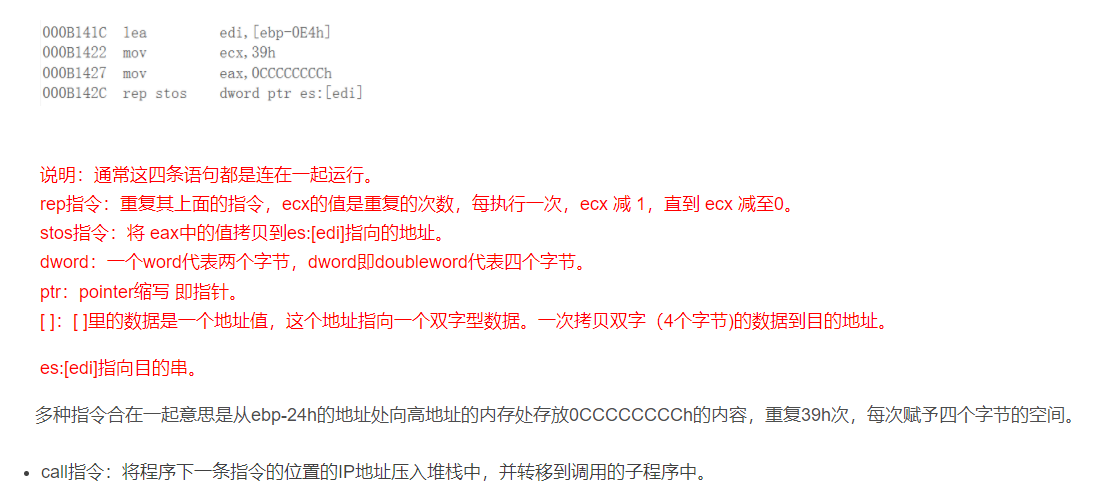 000B141C lea edi,[ebp-0E4h]
000B1422 mov ecx,39h
000B1427 mov eax,0CCCCCCCCh
000B142C rep stos dword ptr es:[edi]
说明：通常这四条语句都是连在一起运行。
rep指令：重复其上面的指令，ecx的值是重复的次数，每执行一次，ecx 减 1，直到 ecx 减至0。
stos指令：将 eax中的值拷贝到es:[edi]指向的地址。
dword：一个word代表两个字节，dword即doubleword代表四个字节。
ptr：pointer缩写 即指针。
[ ]：[ ]里的数据是一个地址值，这个地址指向一个双字型数据。一次拷贝双字（4个字节)的数据到目的地址。
es:[edi]指向目的串。
多种指令合在一起意思是从ebp-24h的地址处向高地址的内存处存放0CCCCCCCCh的内容，重复39h次，每次赋予四个字节的空间。
• call指令：将程序下一条指令的位置的IP地址压入堆栈中，并转移到调用的子程序中。